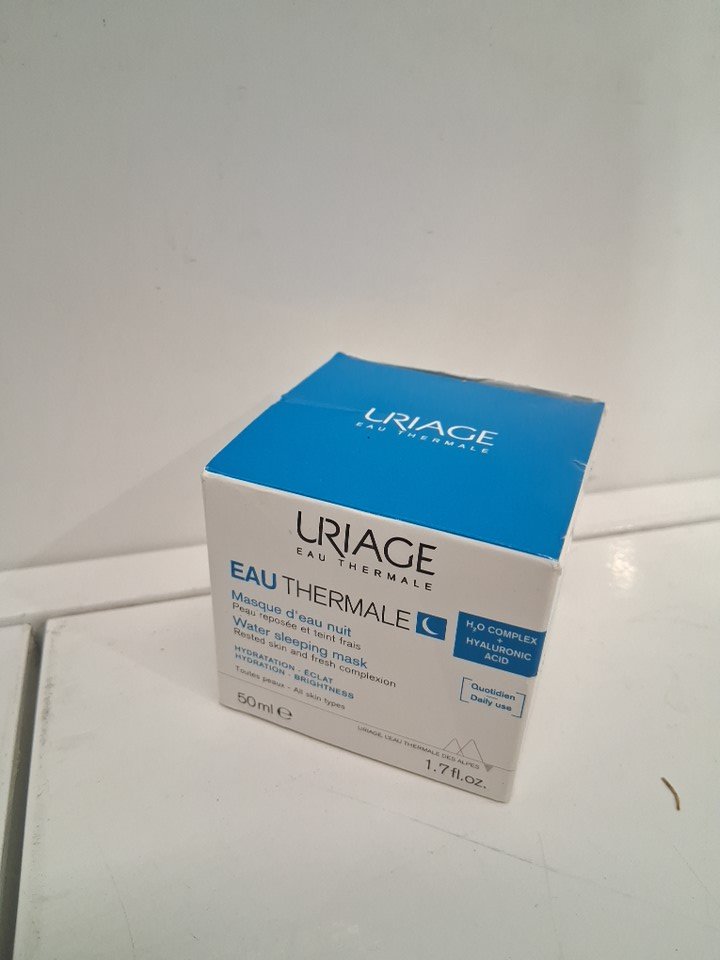 URIAGE
EAU THERMALE
URIAGE
EAU THERMALE
EAU THERMALE
Masque d'eau nuit
Peau reposée et teint frais
Water sleeping mask
Rested skin and fresh complexion
HYDRATATION - ÉCLAT
HYDRATION - BRIGHTNESS
Toutes peaux - All skin types
50ml e
H₂O COMPLEX
+
HYALURONIC
ACID
Quotidien
Daily use
URIAGE, L'EAU THERMALE DES ALPES
1.7fl.oz.